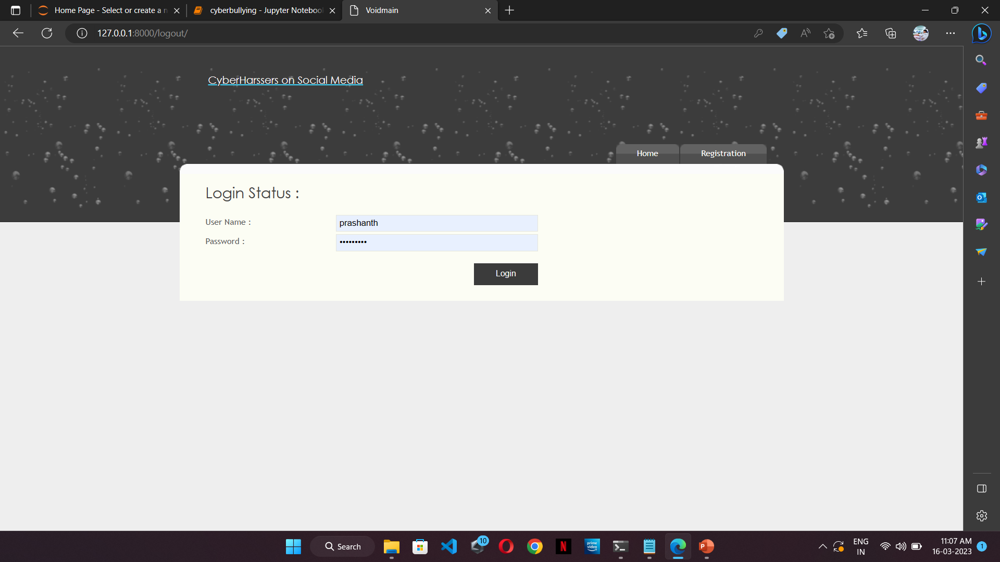 Home Page - Select or create a n
cyberbullying - Jupyter Noteboo
Voidmain
127.0.0.1:8000/logout/
CyberHarssers on Social Media
Home
Registration
Login Status :
User Name :
prashanth
Password :
•••••••••
Login
Search
10
prime video
ENG
IN
11:07 AM
16-03-2023
1